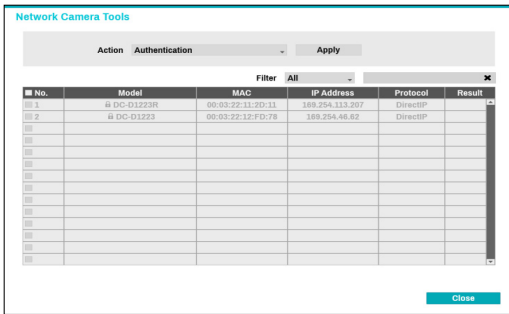 Network Camera Tools
Action Authentication Apply
Filter All
No. Model MAC IP Address Protocol Result
1 DC-D1223R 00:03:22:11:2D:11 169.254.113.207 DirectIP
2 DC-D1223 00:03:22:12:FD:78 169.254.46.62 DirectIP
Close